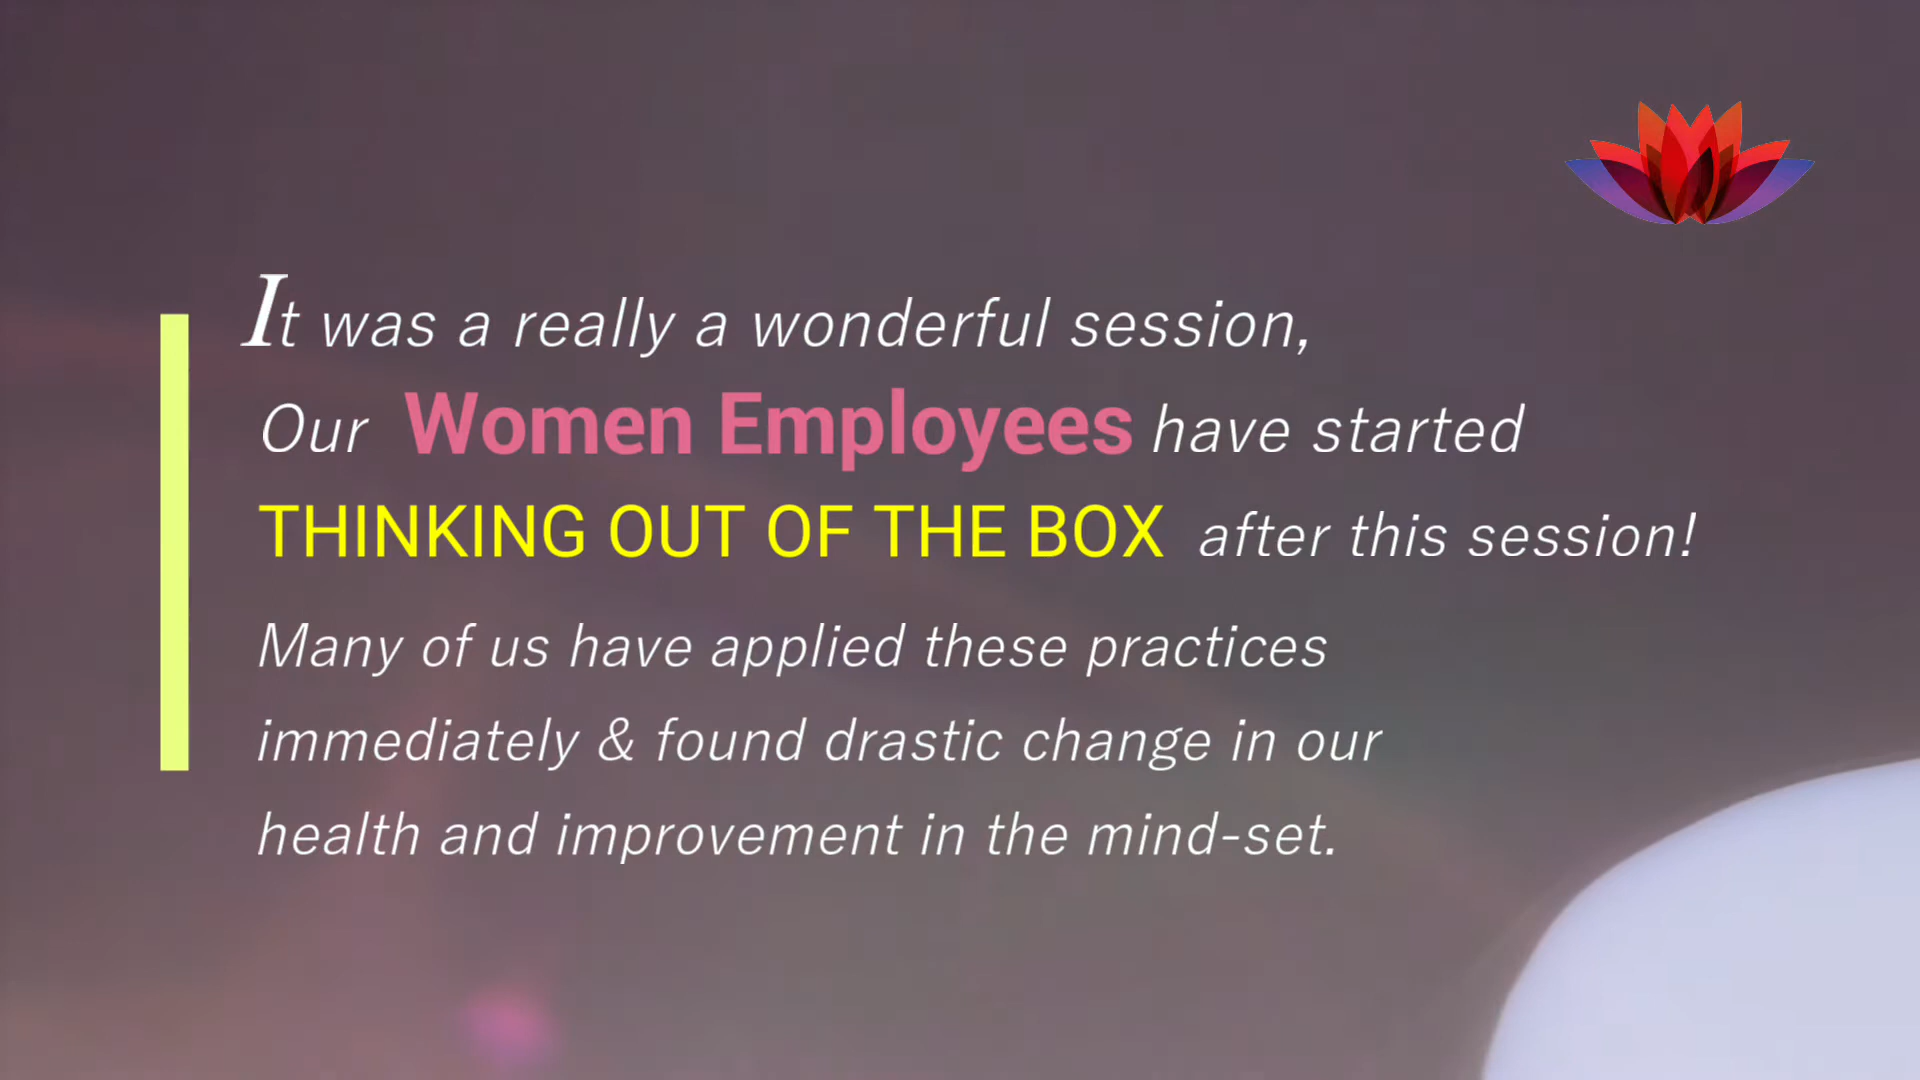 It was a really a wonderful session,
Our Women Employees have started
THINKING OUT OF THE BOX after this session!
Many of us have applied these practices
immediately & found drastic change in our
health and improvement in the mind-set.